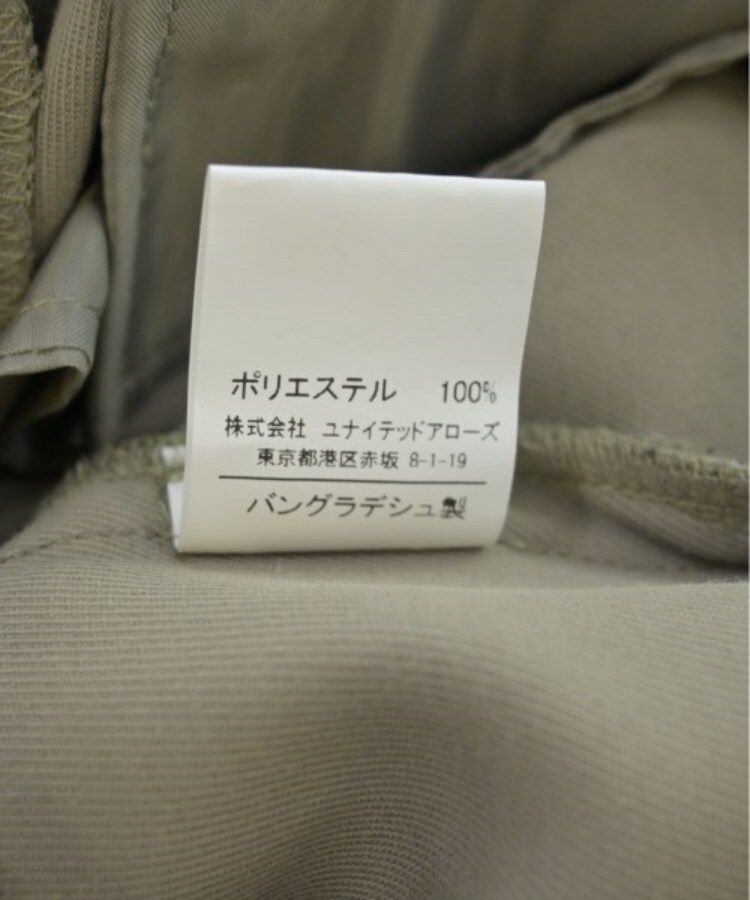 ポリエステル 100%
株式会社 ユナイテッドアローズ
東京都港区赤坂 8-1-19
バングラデシュ製